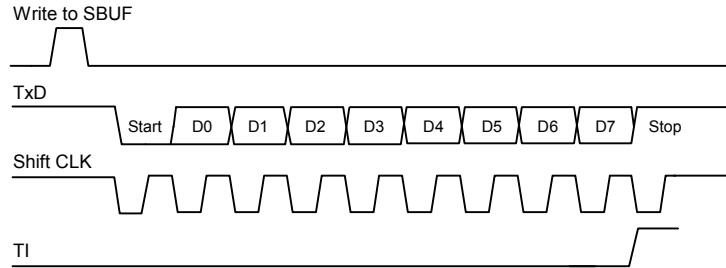 Write to SBUF
TxD
Start D0 D1 D2 D3 D4 D5 D6 D7 Stop
Shift CLK
TI